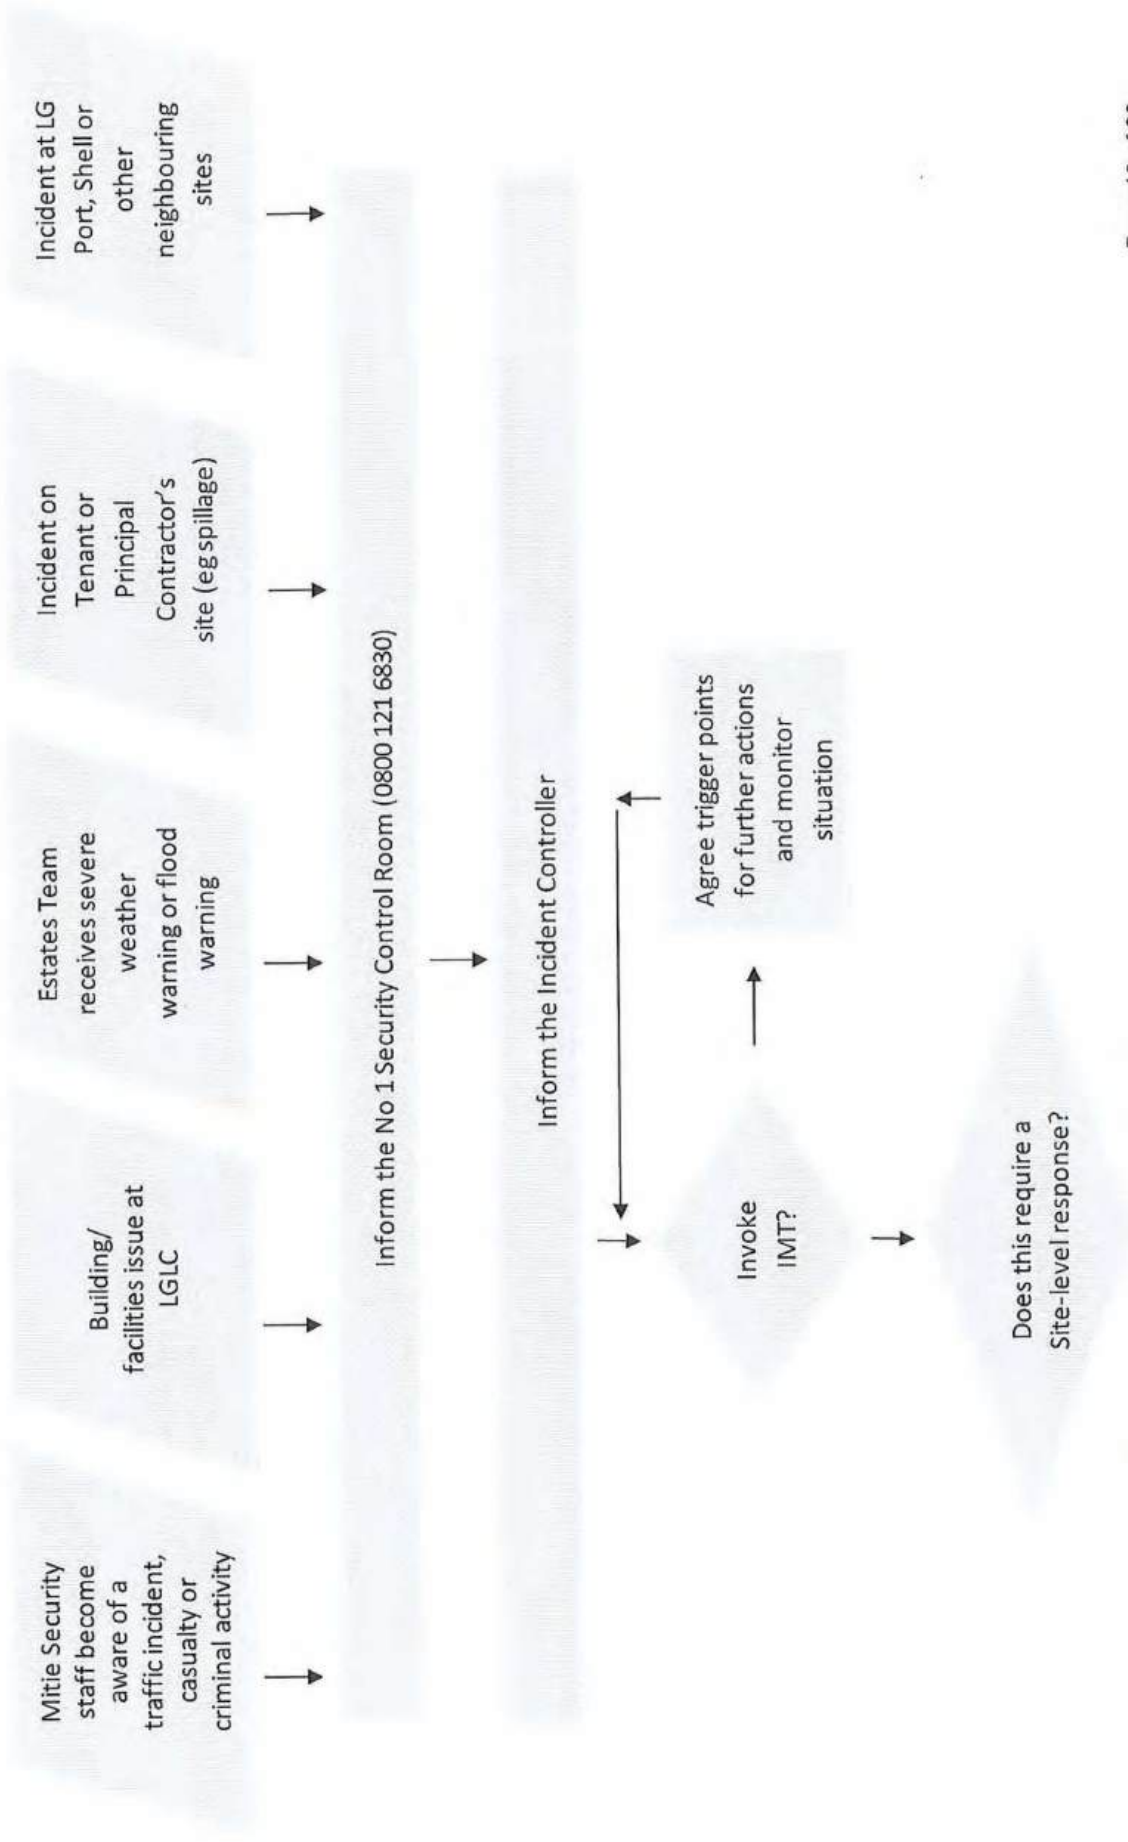 Mitie Security
staff become
aware of a
traffic incident,
casualty or
criminal activity
Building/
facilities issue at
LGLC
Estates Team
receives severe
weather
warning or flood
warning
Incident on
Tenant or
Principal
Contractor's
site (eg spillage)
Incident at LG
Port, Shell or
other
neighbouring
sites
Inform the No 1 Security Control Room (0800 121 6830)
Inform the Incident Controller
Invoke
IMT?
Agree trigger points
for further actions
and monitor
situation
Does this require a
Site-level response?